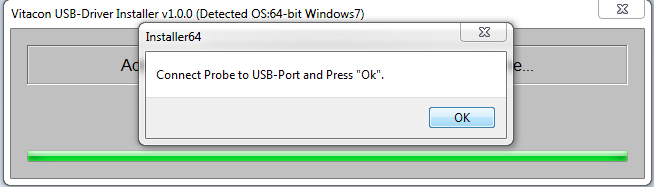 Vitacon USB-Driver Installer v1.0.0 (Detected OS:64-bit Windows7)
Installer64
Connect Probe to USB-Port and Press "Ok".
OK